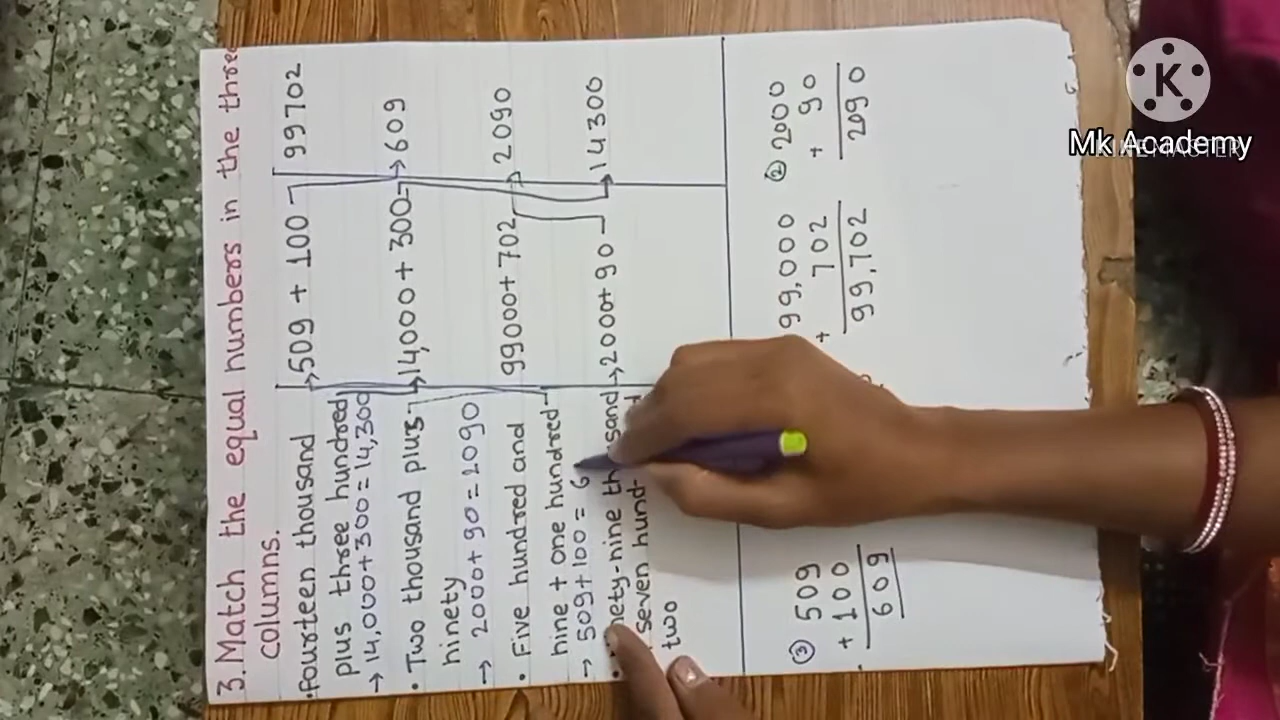 3. Match the equal numbers in the three
columns.
• Fourteen thousand
plus three hundred
→ 14,000+300=14,300
• Two thousand plus
ninety
→ 2000+90=2090
• Five hundred and
nine + one hundred
→ 509+100= 6
seven hund-
two
509 + 100
14,000 + 300
99000+ 702
2000+ 90
99702
609
2090
14300
99,000
+ 702
99,702
② 2000
+ 90
2090
③ 509
+ 100
609
K
Mk Academy